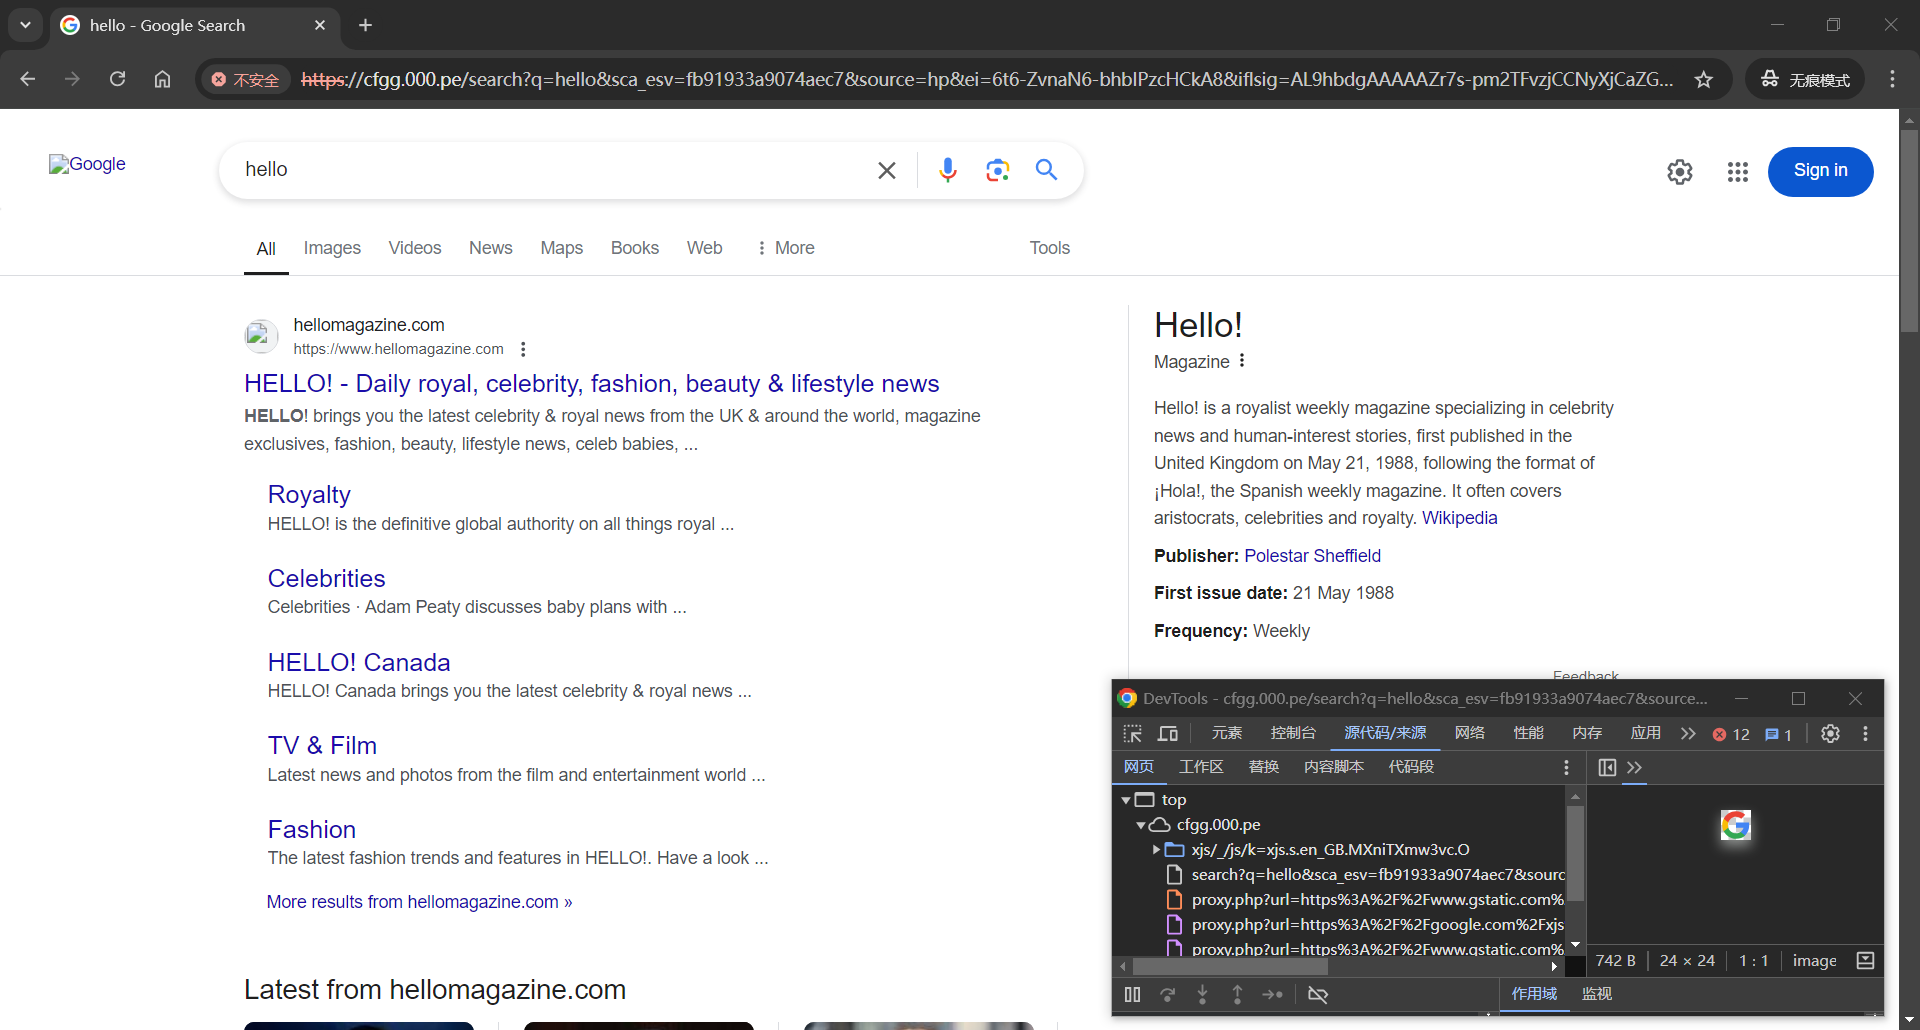 hello - Google Search
不安全
https://cfgg.000.pe/search?q=hello&sca_esv=fb91933a9074aec7&source=hp&ei=6t6-ZvnaN6-bhbIPzcHCkA8&iflsig=AL9hbdgAAAAAZr7s-pm2TFvzjCCNyXjCaZG...
无痕模式
Google
hello
Sign in
All Images Videos News Maps Books Web More Tools
hellomagazine.com
https://www.hellomagazine.com
HELLO! - Daily royal, celebrity, fashion, beauty & lifestyle news
HELLO! brings you the latest celebrity & royal news from the UK & around the world, magazine
exclusives, fashion, beauty, lifestyle news, celeb babies, ...
Royalty
HELLO! is the definitive global authority on all things royal ...
Celebrities
Celebrities · Adam Peaty discusses baby plans with ...
HELLO! Canada
HELLO! Canada brings you the latest celebrity & royal news ...
TV & Film
Latest news and photos from the film and entertainment world ...
Fashion
The latest fashion trends and features in HELLO!. Have a look ...
More results from hellomagazine.com »
Latest from hellomagazine.com
Hello!
Magazine
Hello! is a royalist weekly magazine specializing in celebrity
news and human-interest stories, first published in the
United Kingdom on May 21, 1988, following the format of
¡Hola!, the Spanish weekly magazine. It often covers
aristocrats, celebrities and royalty. Wikipedia
Publisher: Polestar Sheffield
First issue date: 21 May 1988
Frequency: Weekly
Feedback
DevTools - cfgg.000.pe/search?q=hello&sca_esv=fb91933a9074aec7&source...
元素 控制台 源代码/来源 网络 性能 内存 应用 12 1
网页 工作区 替换 内容脚本 代码段
top
cfgg.000.pe
xjs/_/js/k=xjs.s.en_GB.MXniTXmw3vc.O
search?q=hello&sca_esv=fb91933a9074aec7&sourc
proxy.php?url=https%3A%2F%2Fwww.gstatic.com%
proxy.php?url=https%3A%2F%2Fgoogle.com%2Fxjs
proxy.php?url=https%3A%2F%2Fwww.gstatic.com%
742 B 24 × 24 1 : 1 image
作用域 监视